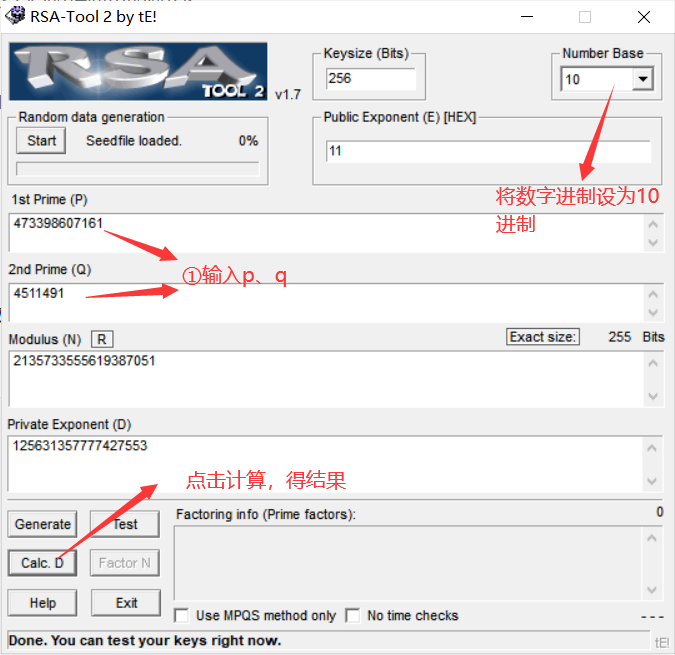 RSA-Tool 2 by tE!
RSA
TOOL 2 v1.7
Keysize (Bits)
256
Number Base
10
Random data generation
Start Seedfile loaded. 0%
Public Exponent (E) [HEX]
11
将数字进制设为10
进制
1st Prime (P)
473398607161
①输入p、q
2nd Prime (Q)
4511491
Modulus (N) R Exact size: 255 Bits
2135733555619387051
Private Exponent (D)
125631357777427553
点击计算，得结果
Generate Test
Factoring info (Prime factors): 0
Calc. D Factor N
Help Exit
Use MPQS method only No time checks ---
Done. You can test your keys right now. tE!